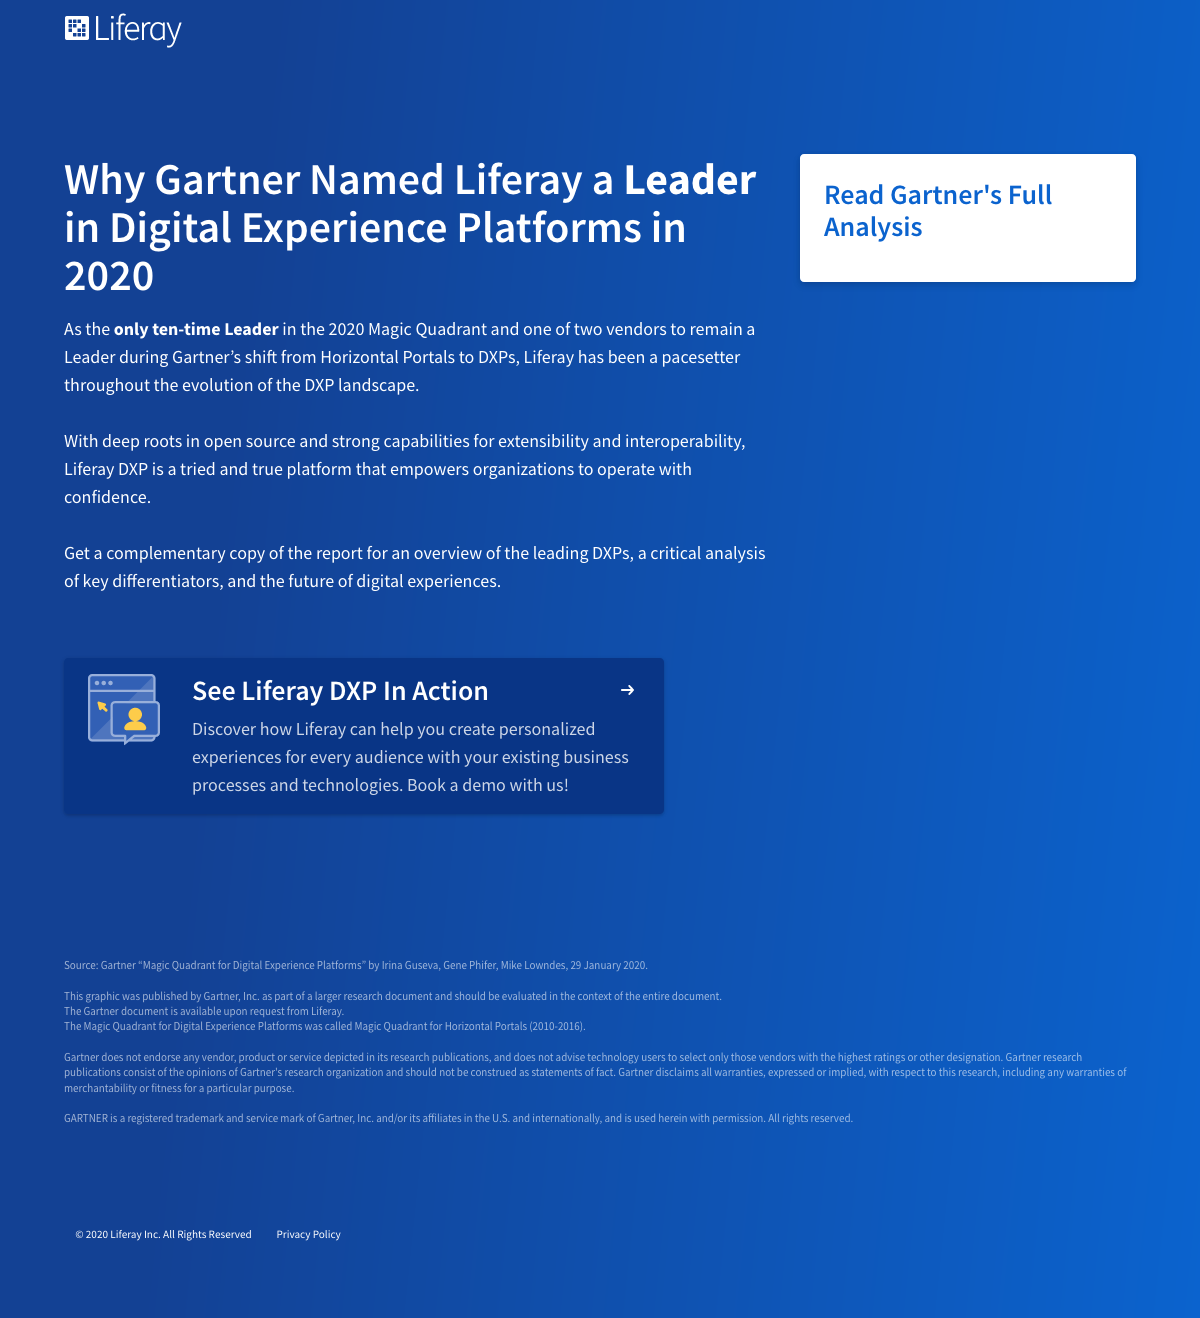 Liferay
Why Gartner Named Liferay a Leader
in Digital Experience Platforms in
2020
As the only ten-time Leader in the 2020 Magic Quadrant and one of two vendors to remain a
Leader during Gartner’s shift from Horizontal Portals to DXPs, Liferay has been a pacesetter
throughout the evolution of the DXP landscape.
With deep roots in open source and strong capabilities for extensibility and interoperability,
Liferay DXP is a tried and true platform that empowers organizations to operate with
confidence.
Get a complementary copy of the report for an overview of the leading DXPs, a critical analysis
of key differentiators, and the future of digital experiences.
Read Gartner's Full
Analysis
See Liferay DXP In Action
Discover how Liferay can help you create personalized
experiences for every audience with your existing business
processes and technologies. Book a demo with us!
Source: Gartner “Magic Quadrant for Digital Experience Platforms” by Irina Guseva, Gene Phifer, Mike Lowndes, 29 January 2020.
This graphic was published by Gartner, Inc. as part of a larger research document and should be evaluated in the context of the entire document.
The Gartner document is available upon request from Liferay.
The Magic Quadrant for Digital Experience Platforms was called Magic Quadrant for Horizontal Portals (2010-2016).
Gartner does not endorse any vendor, product or service depicted in its research publications, and does not advise technology users to select only those vendors with the highest ratings or other designation. Gartner research
publications consist of the opinions of Gartner's research organization and should not be construed as statements of fact. Gartner disclaims all warranties, expressed or implied, with respect to this research, including any warranties of
merchantability or fitness for a particular purpose.
GARTNER is a registered trademark and service mark of Gartner, Inc. and/or its affiliates in the U.S. and internationally, and is used herein with permission. All rights reserved.
© 2020 Liferay Inc. All Rights Reserved Privacy Policy